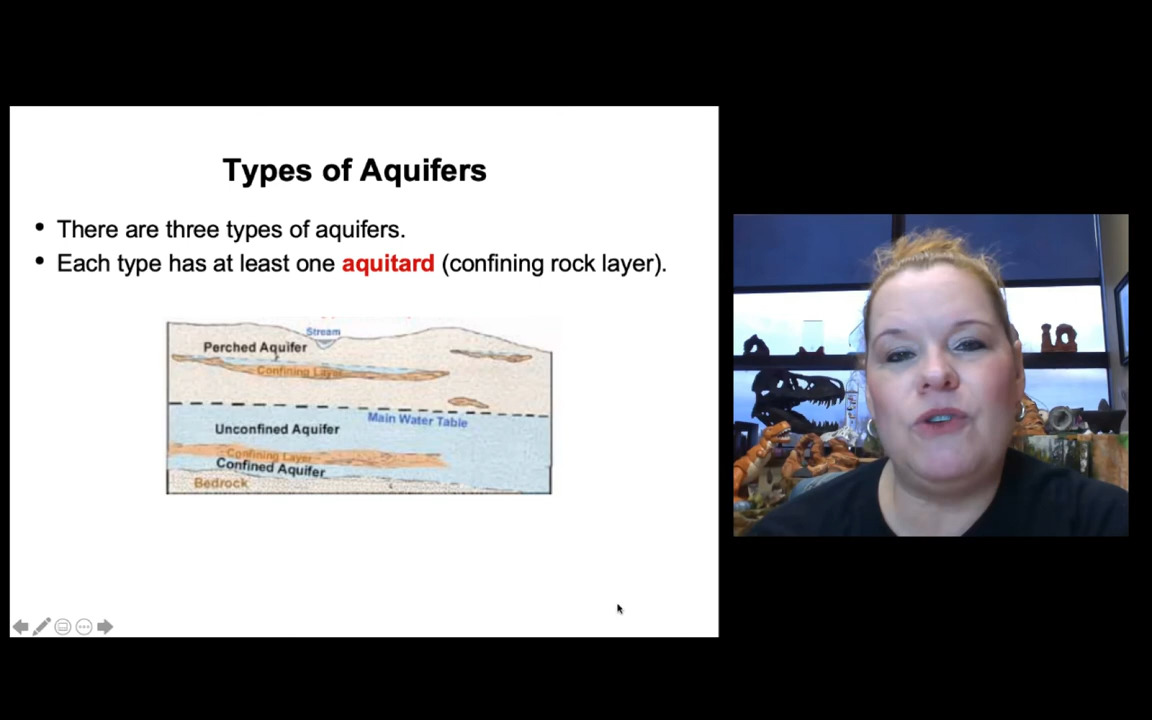 Types of Aquifers
• There are three types of aquifers.
• Each type has at least one aquitard (confining rock layer).
Stream
Perched Aquifer
Confining Layer
Main Water Table
Unconfined Aquifer
Confining Layer
Confined Aquifer
Bedrock